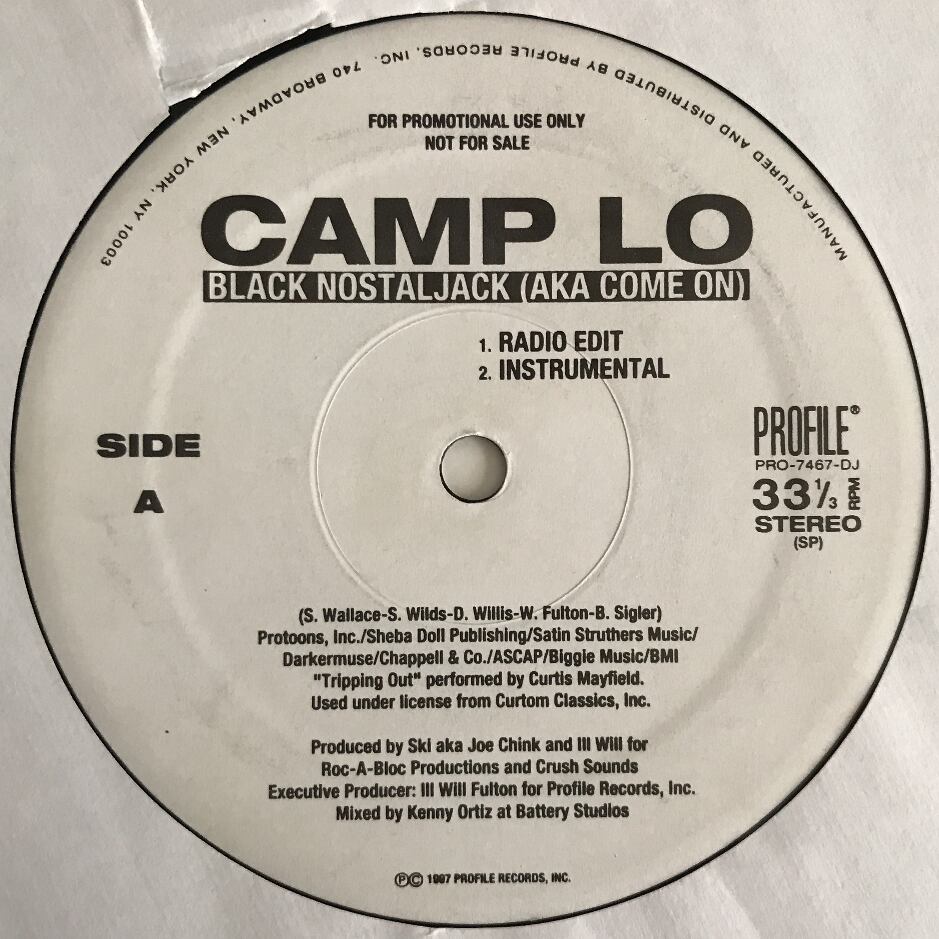 MANUFACTURED AND DISTRIBUTED BY PROFILE RECORDS, INC. 740 BROADWAY, NEW YORK, NY 10003
FOR PROMOTIONAL USE ONLY
NOT FOR SALE
CAMP LO
BLACK NOSTALJACK (AKA COME ON)
1. RADIO EDIT
2. INSTRUMENTAL
SIDE
A
PROFILE®
PRO-7467-DJ
33 1/3 RPM
STEREO
(SP)
(S. Wallace-S. Wilds-D. Willis-W. Fulton-B. Sigler)
Protoons, Inc./Sheba Doll Publishing/Satin Struthers Music/
Darkermuse/Chappell & Co./ASCAP/Biggie Music/BMI
"Tripping Out" performed by Curtis Mayfield.
Used under license from Curtom Classics, Inc.
Produced by Ski aka Joe Chink and Ill Will for
Roc-A-Bloc Productions and Crush Sounds
Executive Producer: Ill Will Fulton for Profile Records, Inc.
Mixed by Kenny Ortiz at Battery Studios
℗© 1997 PROFILE RECORDS, INC.